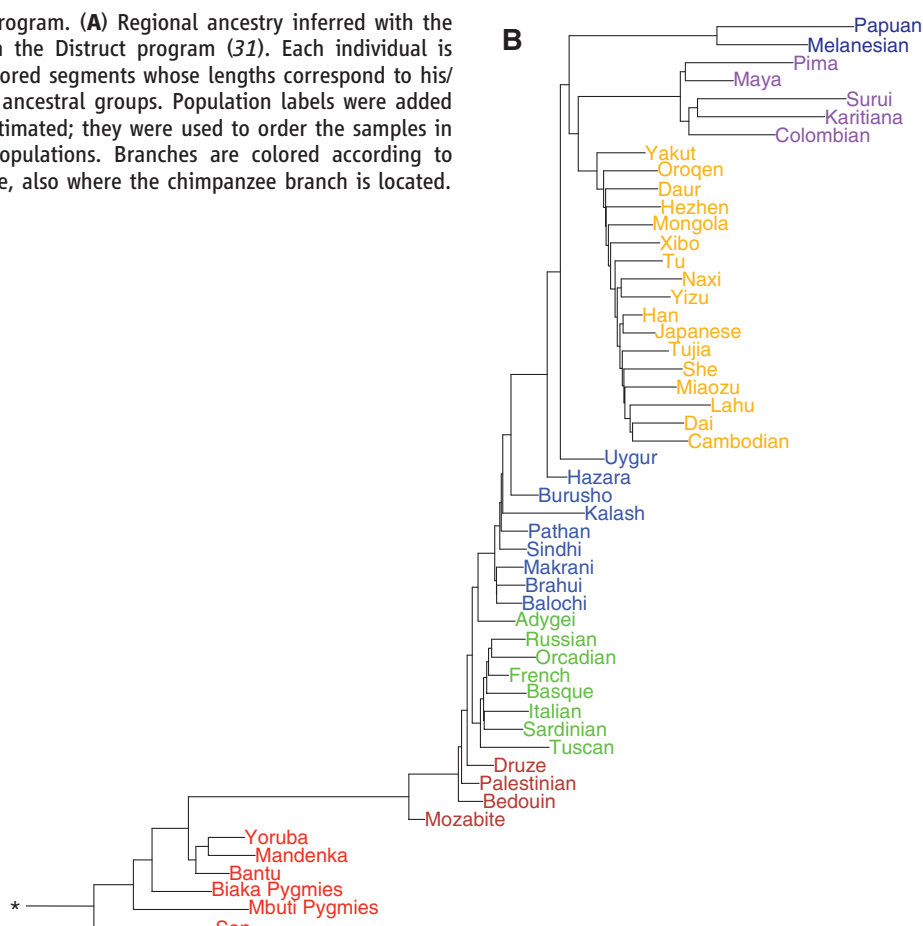 rogram. (A) Regional ancestry inferred with the
the Distruct program (31). Each individual is
ored segments whose lengths correspond to his/
ancestral groups. Population labels were added
timated; they were used to order the samples in
opulations. Branches are colored according to
e, also where the chimpanzee branch is located.
B
Papuan
Melanesian
Pima
Maya
Surui
Karitiana
Colombian
Yakut
Oroqen
Daur
Hezhen
Mongola
Xibo
Tu
Naxi
Yizu
Han
Japanese
Tujia
She
Miaozu
Lahu
Dai
Cambodian
Uygur
Hazara
Burusho
Kalash
Pathan
Sindhi
Makrani
Brahui
Balochi
Adygei
Russian
Orcadian
French
Basque
Italian
Sardinian
Tuscan
Druze
Palestinian
Bedouin
Mozabite
Yoruba
Mandenka
Bantu
Biaka Pygmies
Mbuti Pygmies
*
San